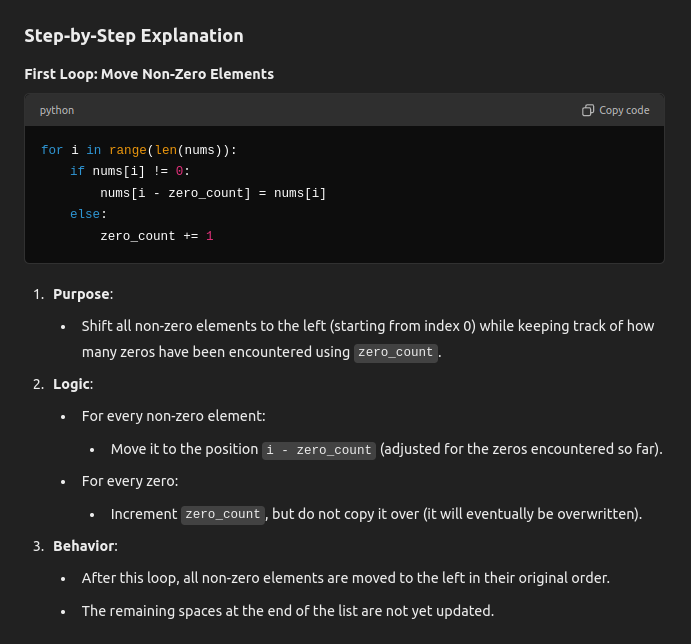 Step-by-Step Explanation
First Loop: Move Non-Zero Elements
python Copy code
for i in range(len(nums)):
    if nums[i] != 0:
        nums[i - zero_count] = nums[i]
    else:
        zero_count += 1
1. Purpose:
• Shift all non-zero elements to the left (starting from index 0) while keeping track of how
many zeros have been encountered using zero_count.
2. Logic:
• For every non-zero element:
• Move it to the position i - zero_count (adjusted for the zeros encountered so far).
• For every zero:
• Increment zero_count, but do not copy it over (it will eventually be overwritten).
3. Behavior:
• After this loop, all non-zero elements are moved to the left in their original order.
• The remaining spaces at the end of the list are not yet updated.